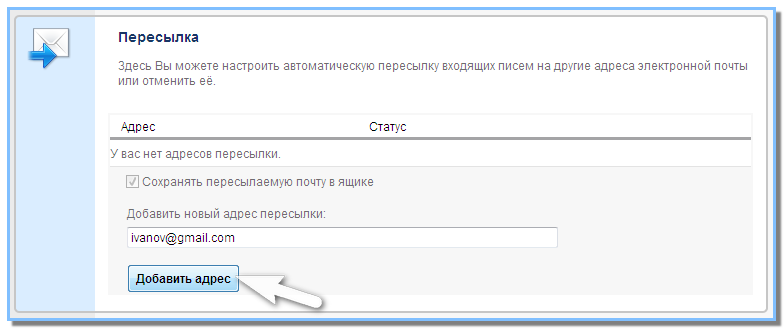 Пересылка
Здесь Вы можете настроить автоматическую пересылку входящих писем на другие адреса электронной почты
или отменить её.
Адрес Статус
У вас нет адресов пересылки.
Сохранять пересылаемую почту в ящике
Добавить новый адрес пересылки:
ivanov@gmail.com
Добавить адрес